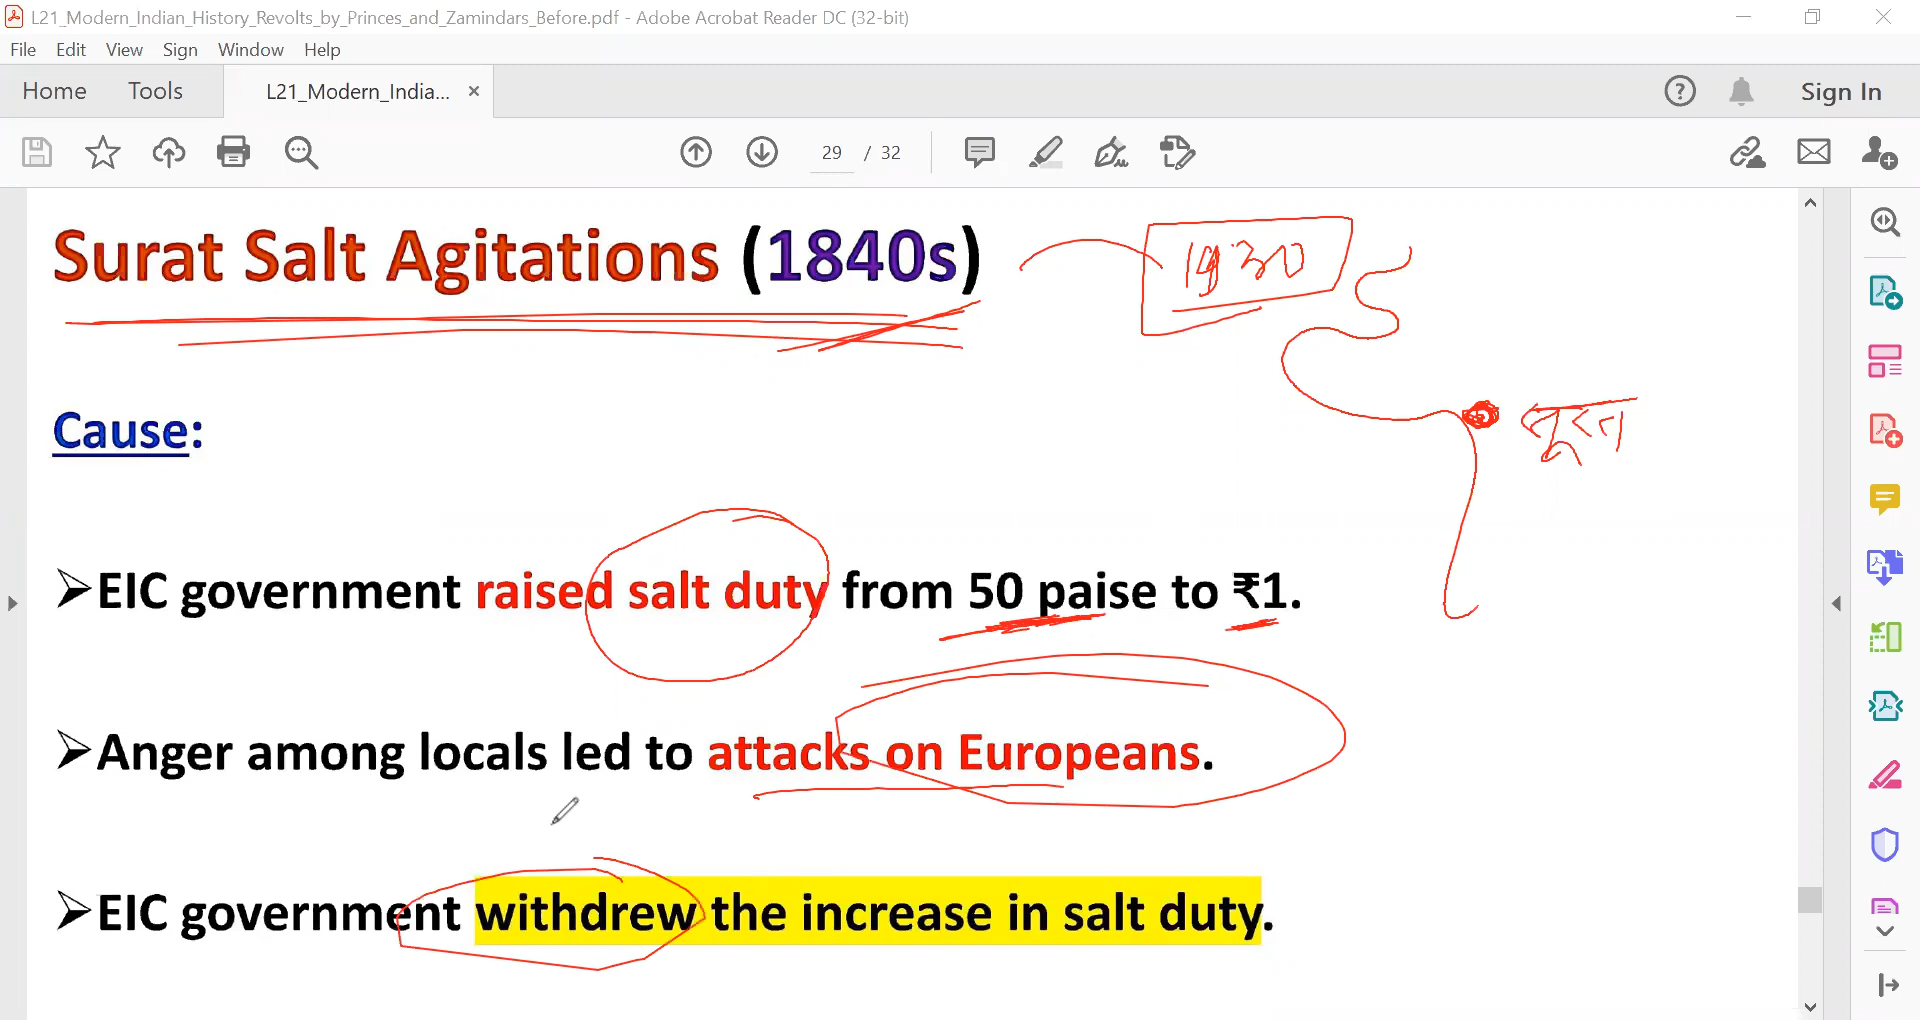 L21_Modern_Indian_History_Revolts_by_Princes_and_Zamindars_Before.pdf - Adobe Acrobat Reader DC (32-bit)
File Edit View Sign Window Help
Home Tools L21_Modern_India... × ? Sign In
29 / 32
Surat Salt Agitations (1840s)
1930
Cause:
सूरत
➢EIC government raised salt duty from 50 paise to ₹1.
➢Anger among locals led to attacks on Europeans.
➢EIC government withdrew the increase in salt duty.